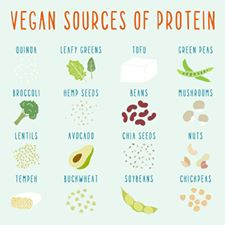 VEGAN SOURCES OF PROTEIN
QUINOA LEAFY GREENS TOFU GREEN PEAS
BROCCOLI HEMP SEEDS BEANS MUSHROOMS
LENTILS AVOCADO CHIA SEEDS NUTS
TEMPEH BUCKWHEAT SOYBEANS CHICKPEAS